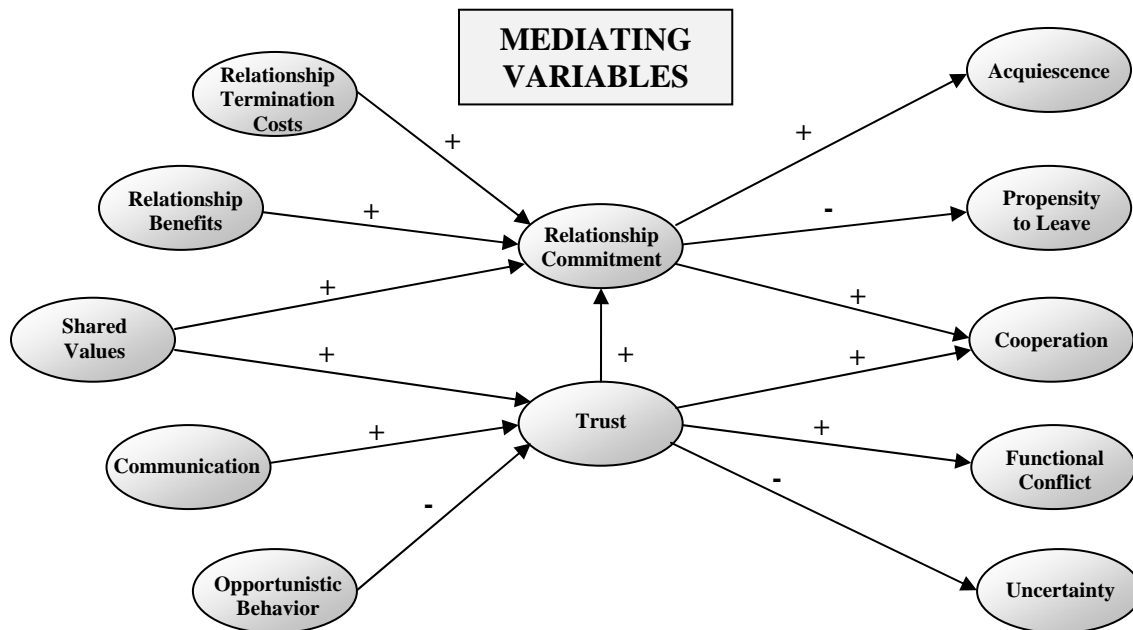 MEDIATING
VARIABLES
Relationship
Termination
Costs
+
Relationship
Benefits
+
Shared
Values
+
+
Communication
+
Opportunistic
Behavior
-
Relationship
Commitment
+
Trust
+
Acquiescence
-
Propensity
to Leave
+
+
Cooperation
+
Functional
Conflict
-
Uncertainty